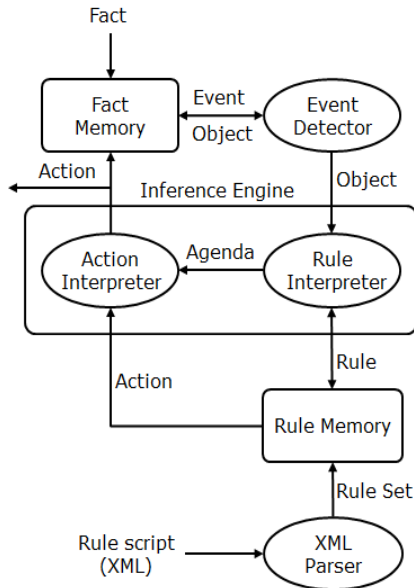 Fact
Fact
Memory
Event
Object
Event
Detector
Action
Inference Engine
Object
Action
Interpreter
Agenda
Rule
Interpreter
Action
Rule
Rule Memory
Rule Set
Rule script
(XML)
XML
Parser